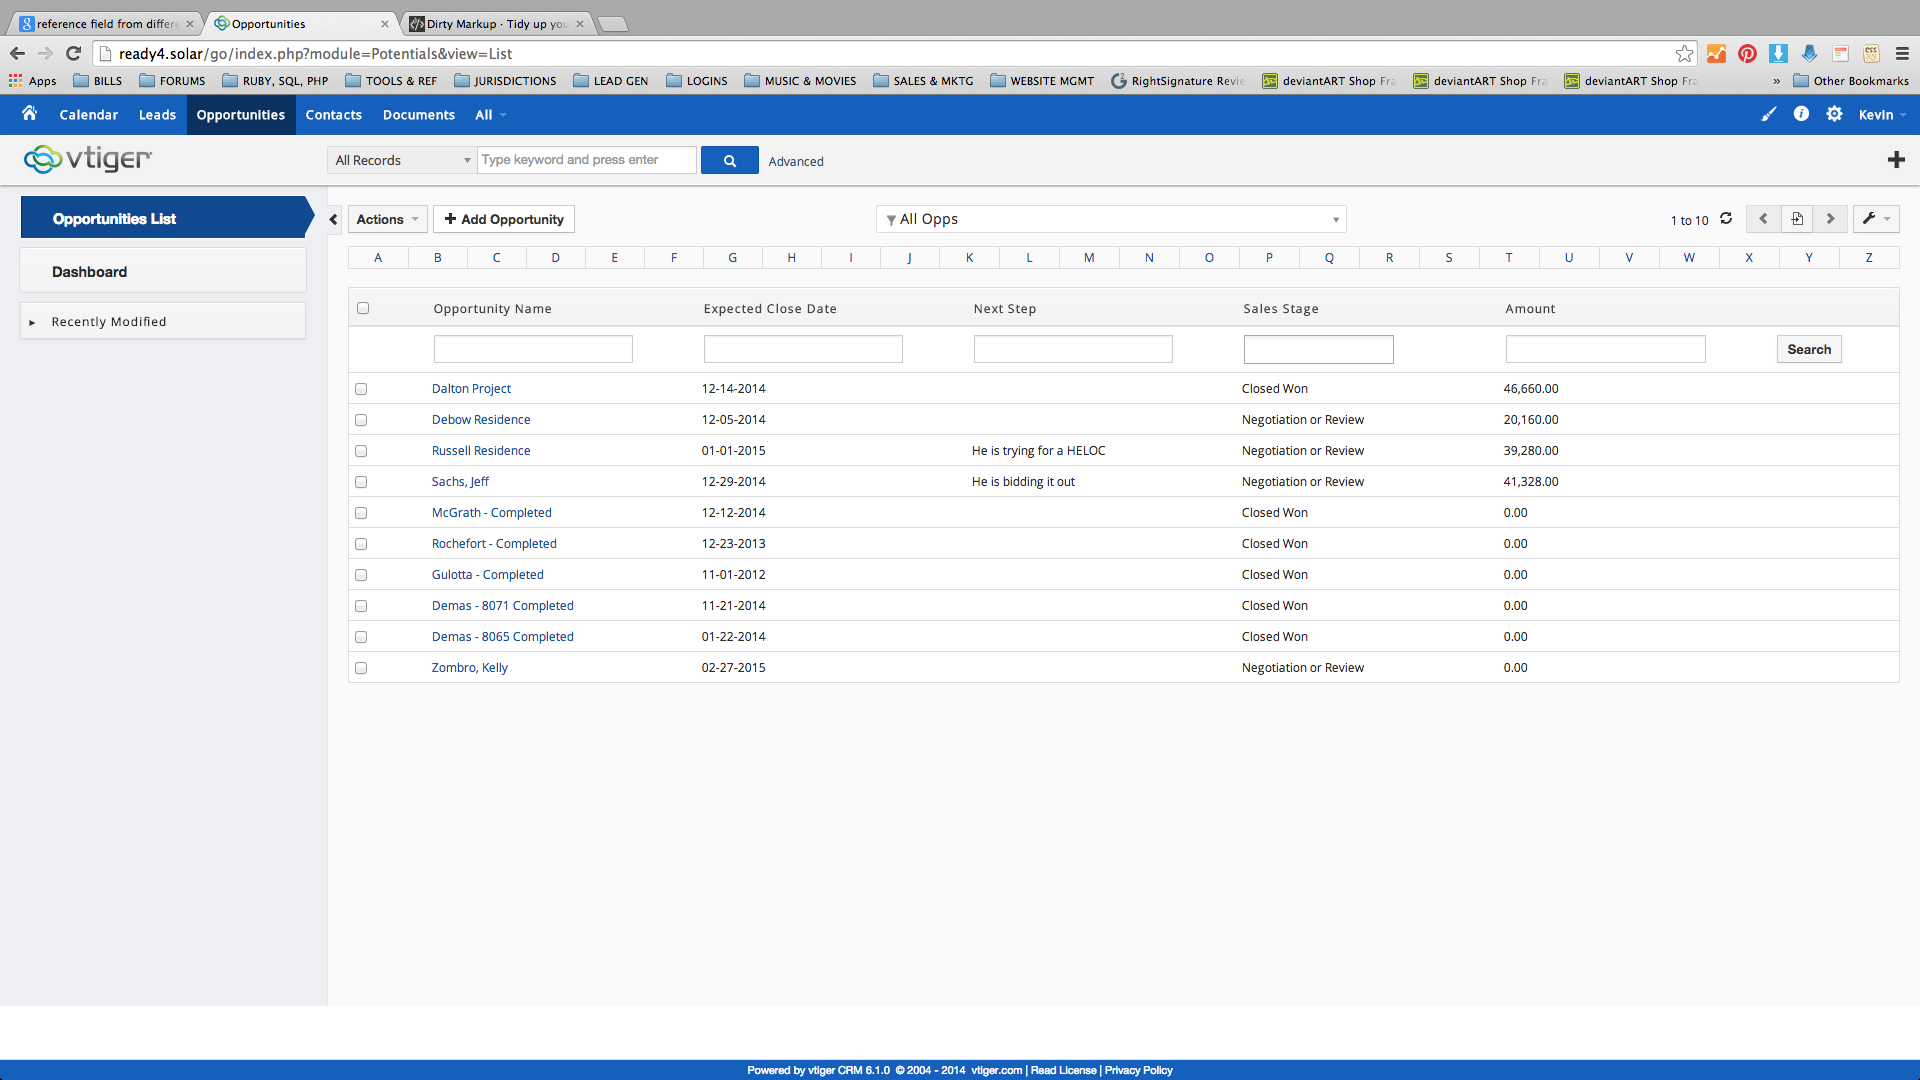 reference field from differe
Opportunities
Dirty Markup · Tidy up you
ready4.solar/go/index.php?module=Potentials&view=List
Apps BILLS FORUMS RUBY, SQL, PHP TOOLS & REF JURISDICTIONS LEAD GEN LOGINS MUSIC & MOVIES SALES & MKTG WEBSITE MGMT RightSignature Revie deviantART Shop Fra deviantART Shop Fra deviantART Shop Fra » Other Bookmarks
Calendar Leads Opportunities Contacts Documents All Kevin
vtiger All Records Type keyword and press enter Advanced
Opportunities List
Dashboard
Recently Modified
Actions Add Opportunity All Opps 1 to 10
A B C D E F G H I J K L M N O P Q R S T U V W X Y Z
Opportunity Name Expected Close Date Next Step Sales Stage Amount
Search
Dalton Project 12-14-2014 Closed Won 46,660.00
Debow Residence 12-05-2014 Negotiation or Review 20,160.00
Russell Residence 01-01-2015 He is trying for a HELOC Negotiation or Review 39,280.00
Sachs, Jeff 12-29-2014 He is bidding it out Negotiation or Review 41,328.00
McGrath - Completed 12-12-2014 Closed Won 0.00
Rochefort - Completed 12-23-2013 Closed Won 0.00
Gulotta - Completed 11-01-2012 Closed Won 0.00
Demas - 8071 Completed 11-21-2014 Closed Won 0.00
Demas - 8065 Completed 01-22-2014 Closed Won 0.00
Zombro, Kelly 02-27-2015 Negotiation or Review 0.00
Powered by vtiger CRM 6.1.0 © 2004 - 2014 vtiger.com | Read License | Privacy Policy